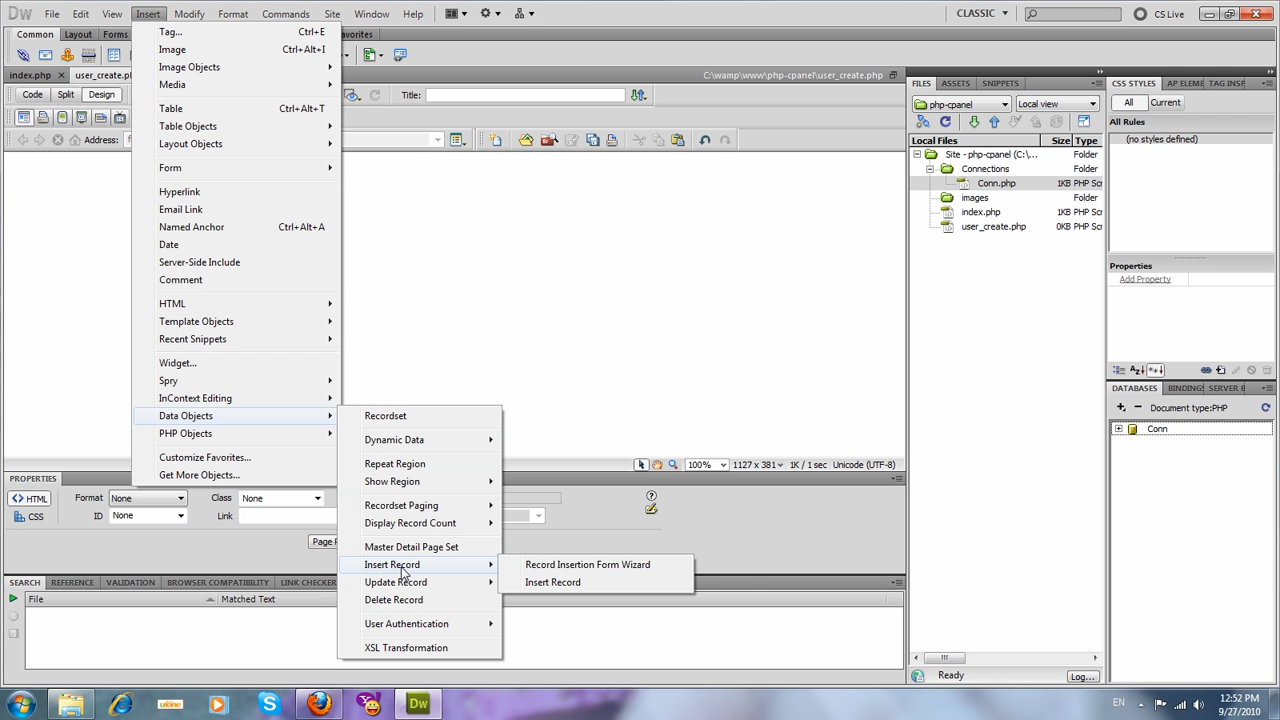 Dw File Edit View Insert Modify Format Commands Site Window Help CLASSIC CS Live
Common Layout Forms avorites
index.php user_create.p C:\wamp\www\php-cpanel\user_create.php
Code Split Design Title:
Address:
Tag... Ctrl+E
Image Ctrl+Alt+I
Image Objects
Media
Table Ctrl+Alt+T
Table Objects
Layout Objects
Form
Hyperlink
Email Link
Named Anchor Ctrl+Alt+A
Date
Server-Side Include
Comment
HTML
Template Objects
Recent Snippets
Widget...
Spry
InContext Editing
Data Objects
PHP Objects
Customize Favorites...
Get More Objects...
Recordset
Dynamic Data
Repeat Region
Show Region
Recordset Paging
Display Record Count
Master Detail Page Set
Insert Record
Update Record
Delete Record
User Authentication
XSL Transformation
Record Insertion Form Wizard
Insert Record
100% 1127 x 381 1K / 1 sec Unicode (UTF-8)
PROPERTIES
<> HTML Format None Class None
CSS ID None Link
Page P
SEARCH REFERENCE VALIDATION BROWSER COMPATIBILITY LINK CHECKER
File Matched Text
FILES ASSETS SNIPPETS
php-cpanel Local view
Local Files Size Type
Site - php-cpanel (C:\... Folder
Connections Folder
Conn.php 1KB PHP Scr
images Folder
index.php 1KB PHP Scr
user_create.php 0KB PHP Scr
Ready Log...
CSS STYLES AP ELEME TAG INSP
All Current
All Rules
(no styles defined)
Properties
Add Property
DATABASES BINDINGS SERVER B
Document type:PHP
Conn
ufone Dw EN 12:52 PM
9/27/2010